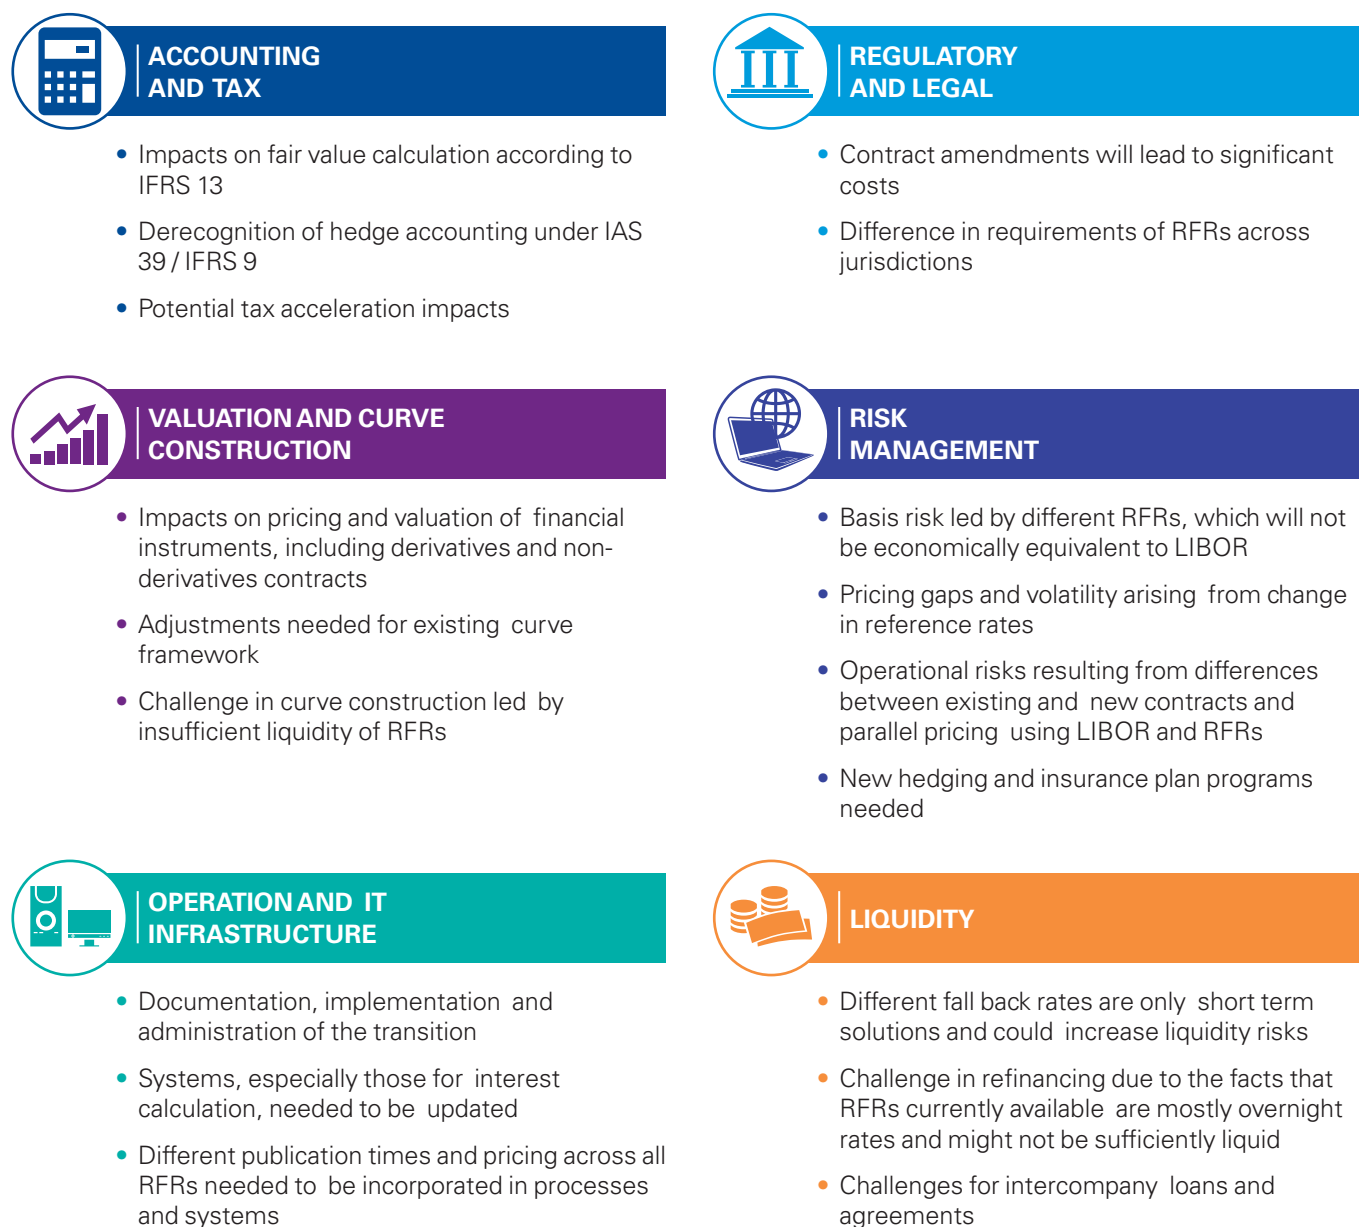 ACCOUNTING
AND TAX
• Impacts on fair value calculation according to
IFRS 13
• Derecognition of hedge accounting under IAS
39 / IFRS 9
• Potential tax acceleration impacts
REGULATORY
AND LEGAL
• Contract amendments will lead to significant
costs
• Difference in requirements of RFRs across
jurisdictions
VALUATION AND CURVE
CONSTRUCTION
• Impacts on pricing and valuation of financial
instruments, including derivatives and non-
derivatives contracts
• Adjustments needed for existing curve
framework
• Challenge in curve construction led by
insufficient liquidity of RFRs
RISK
MANAGEMENT
• Basis risk led by different RFRs, which will not
be economically equivalent to LIBOR
• Pricing gaps and volatility arising from change
in reference rates
• Operational risks resulting from differences
between existing and new contracts and
parallel pricing using LIBOR and RFRs
• New hedging and insurance plan programs
needed
OPERATION AND IT
INFRASTRUCTURE
• Documentation, implementation and
administration of the transition
• Systems, especially those for interest
calculation, needed to be updated
• Different publication times and pricing across all
RFRs needed to be incorporated in processes
and systems
LIQUIDITY
• Different fall back rates are only short term
solutions and could increase liquidity risks
• Challenge in refinancing due to the facts that
RFRs currently available are mostly overnight
rates and might not be sufficiently liquid
• Challenges for intercompany loans and
agreements